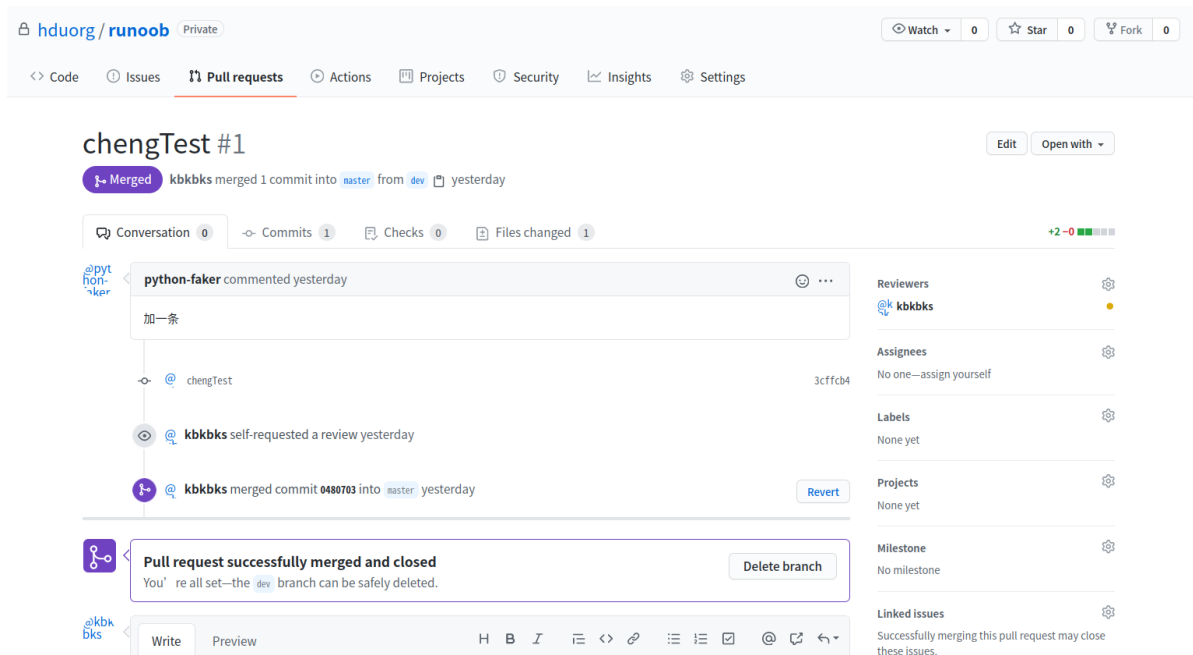 hduorg / runoob Private
Watch 0 Star 0 Fork 0
Code Issues Pull requests Actions Projects Security Insights Settings
chengTest #1
Edit Open with
Merged kbkbks merged 1 commit into master from dev yesterday
Conversation 0 Commits 1 Checks 0 Files changed 1
+2 −0
@pyt
hon-
faker
python-faker commented yesterday
加一条
@ chengTest 3cffcb4
@ kbkbks self-requested a review yesterday
@ kbkbks merged commit 0480703 into master yesterday
Revert
Pull request successfully merged and closed
You’re all set—the dev branch can be safely deleted.
Delete branch
@kbk
bks
Write Preview
H B I
Reviewers
@k kbkbks
Assignees
No one—assign yourself
Labels
None yet
Projects
None yet
Milestone
No milestone
Linked issues
Successfully merging this pull request may close
these issues.